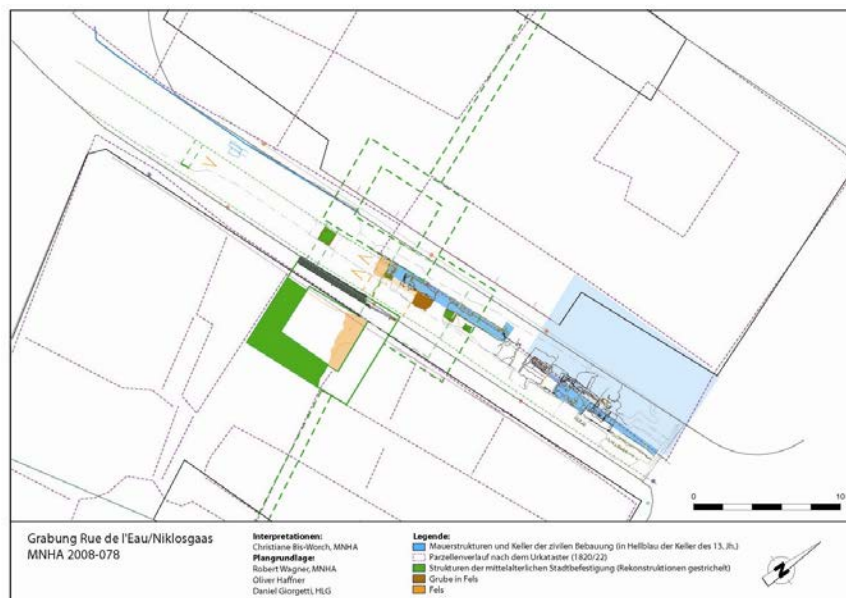 0
10
Grabung Rue de l'Eau/Niklosgaas
MNHA 2008-078
Interpretationen:
Christiane Bis-Worch, MNHA
Plangrundlage:
Robert Wagner, MNHA
Oliver Haffner
Daniel Giorgetti, HLG
Legende:
Mauerstrukturen und Keller der zivilen Bebauung (in Hellblau der Keller des 13. Jh.)
Parzellenverlauf nach dem Urkataster (1820/22)
Strukturen der mittelalterlichen Stadtbefestigung (Rekonstruktionen gestrichelt)
Grube in Fels
Fels